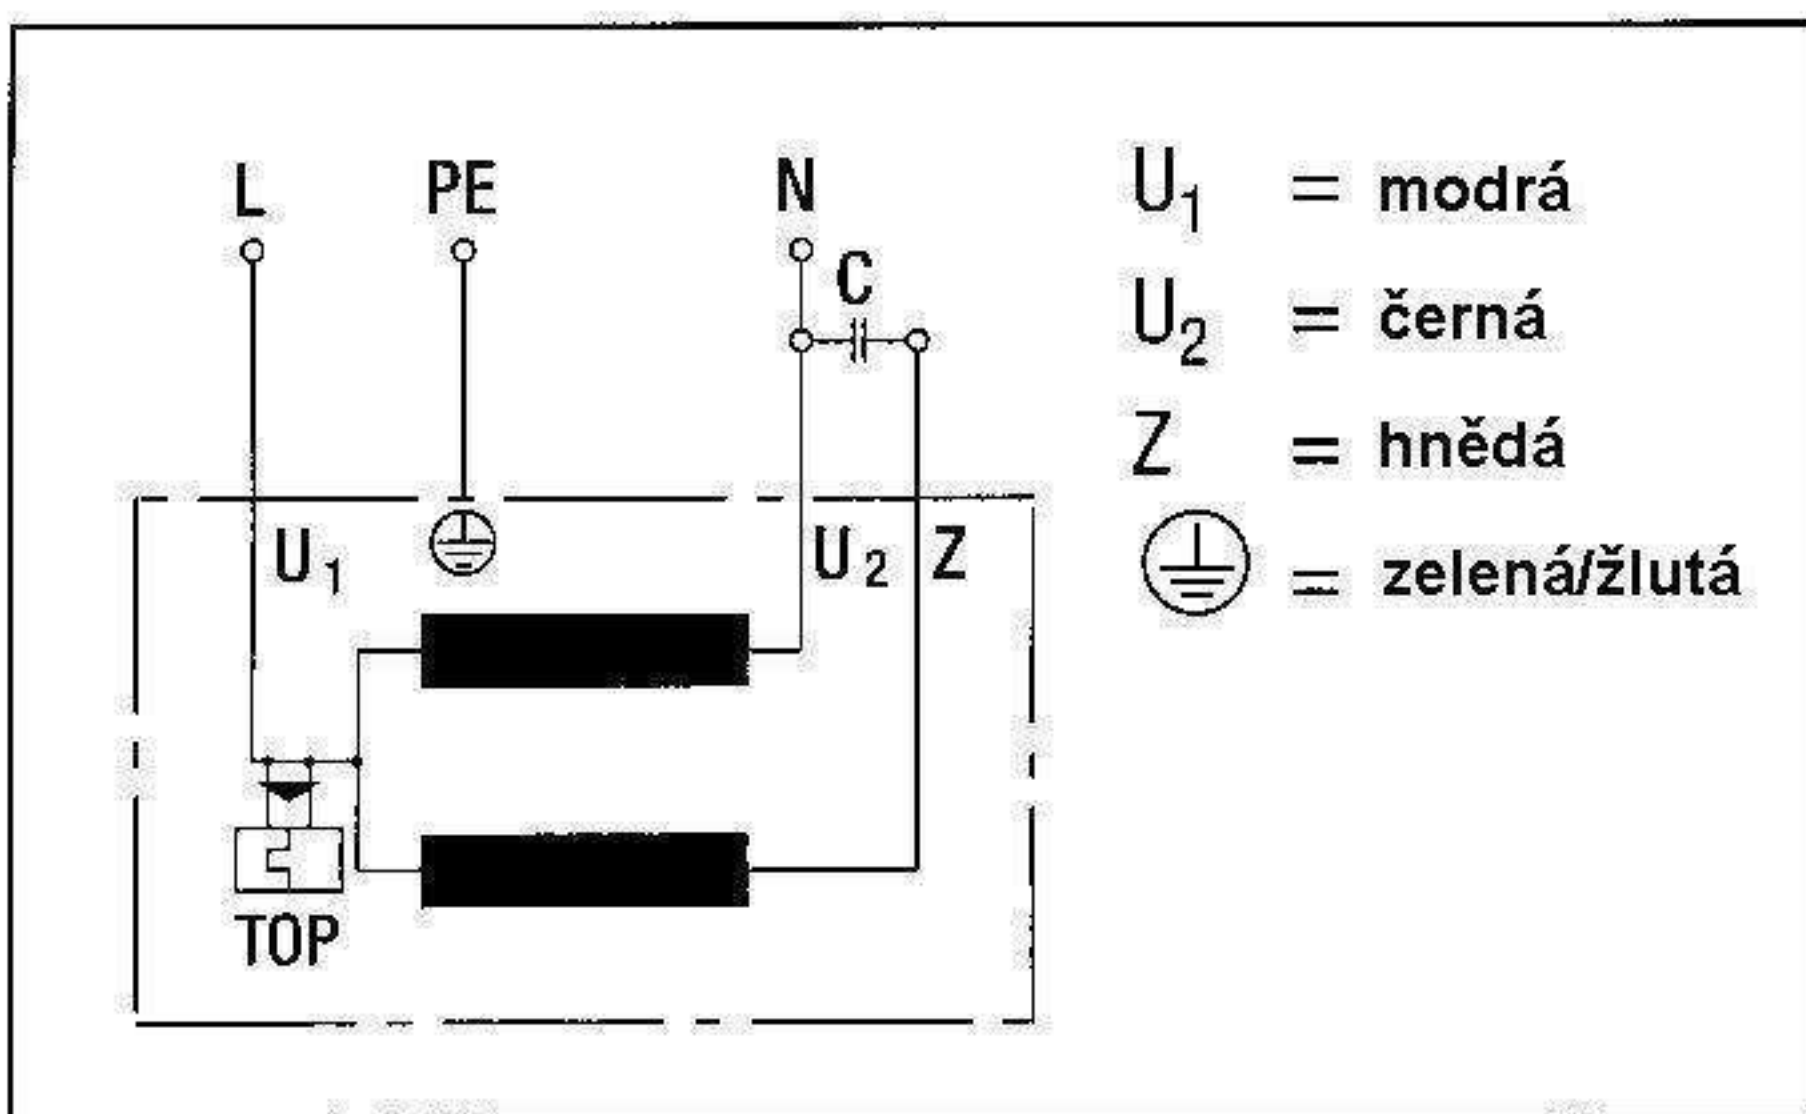 L PE N
C
U₁ U₂ Z
TOP
U₁ = modrá
U₂ = černá
Z = hnědá
= zelená/žlutá